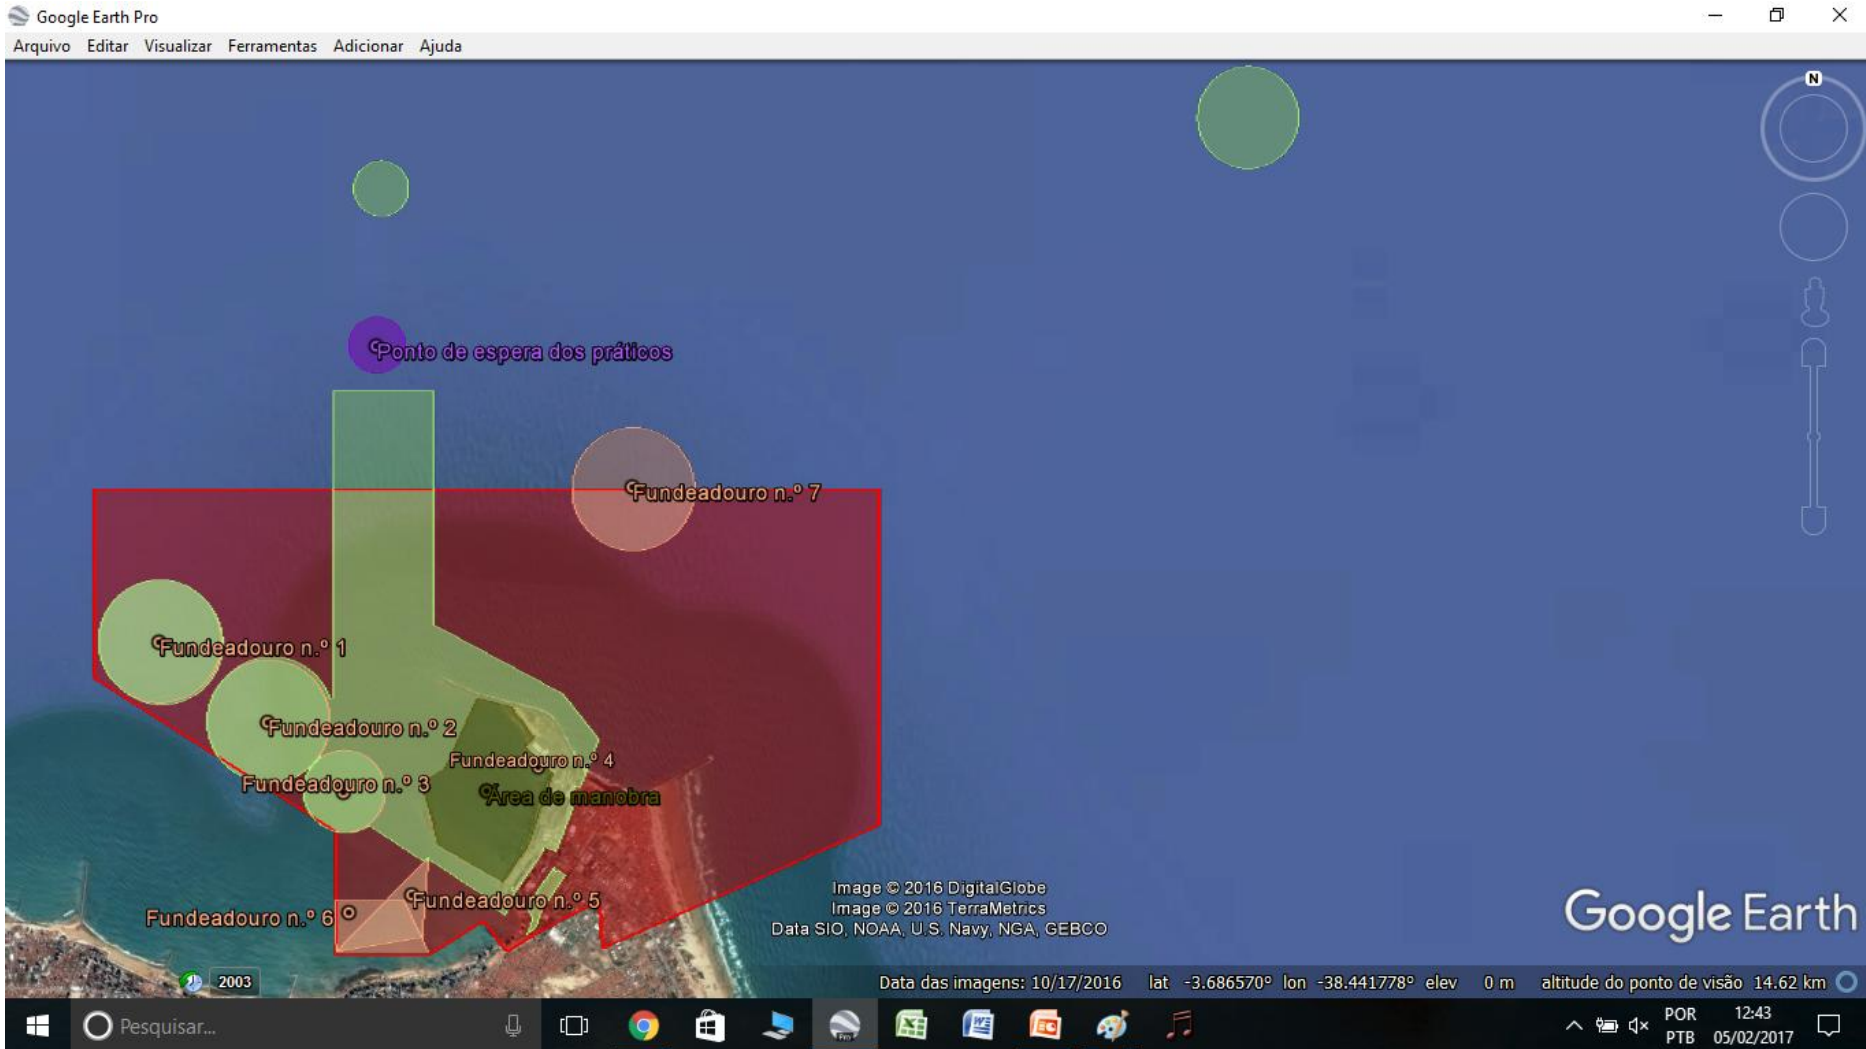 Google Earth Pro
Arquivo Editar Visualizar Ferramentas Adicionar Ajuda
N
Ponto de espera dos práticos
Fundeadouro n.º 7
Fundeadouro n.º 1
Fundeadouro n.º 2
Fundeadouro n.º 4
Fundeadouro n.º 3
Área de manobra
Fundeadouro n.º 5
Fundeadouro n.º 6
Image © 2016 DigitalGlobe
Image © 2016 TerraMetrics
Data SIO, NOAA, U.S. Navy, NGA, GEBCO
Google Earth
2003
Data das imagens: 10/17/2016 lat -3.686570° lon -38.441778° elev 0 m altitude do ponto de visão 14.62 km
Pesquisar...
POR
PTB
12:43
05/02/2017